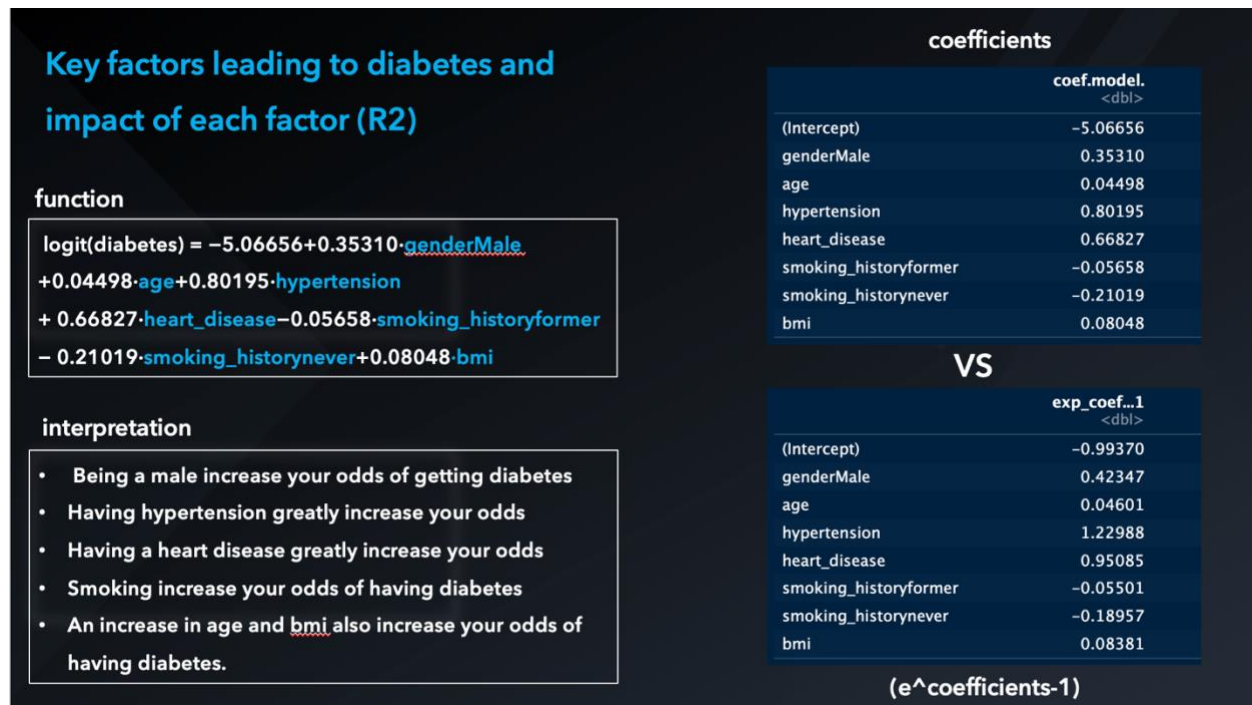 Key factors leading to diabetes and
impact of each factor (R2)
function
logit(diabetes) = −5.06656+0.35310·genderMale
+0.04498·age+0.80195·hypertension
+ 0.66827·heart_disease−0.05658·smoking_historyformer
− 0.21019·smoking_historynever+0.08048·bmi
interpretation
• Being a male increase your odds of getting diabetes
• Having hypertension greatly increase your odds
• Having a heart disease greatly increase your odds
• Smoking increase your odds of having diabetes
• An increase in age and bmi also increase your odds of
having diabetes.
coefficients
coef.model.
<dbl>
(Intercept) −5.06656
genderMale 0.35310
age 0.04498
hypertension 0.80195
heart_disease 0.66827
smoking_historyformer −0.05658
smoking_historynever −0.21019
bmi 0.08048
VS
exp_coef...1
<dbl>
(Intercept) −0.99370
genderMale 0.42347
age 0.04601
hypertension 1.22988
heart_disease 0.95085
smoking_historyformer −0.05501
smoking_historynever −0.18957
bmi 0.08381
(e^coefficients-1)